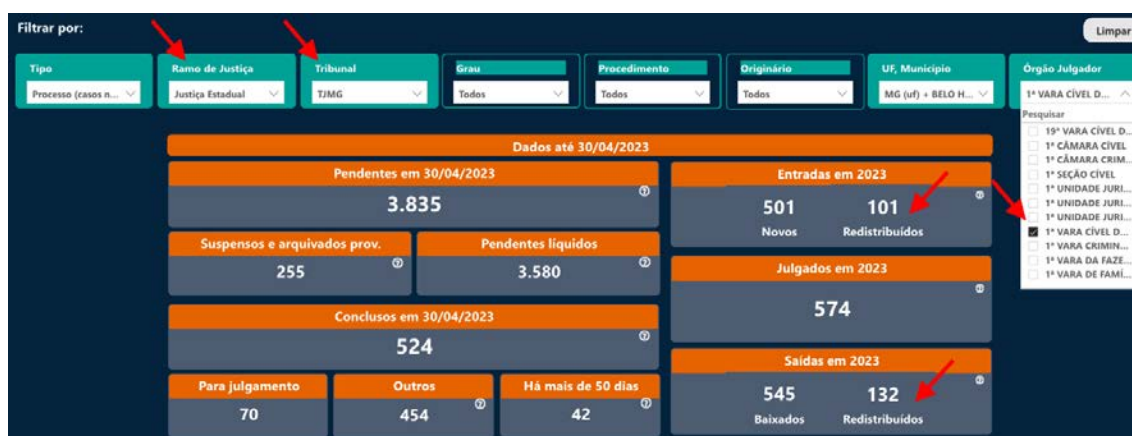 Filtrar por:
Limpar
Tipo
Processo (casos n...
Ramo de Justiça
Justiça Estadual
Tribunal
TJMG
Grau
Todos
Procedimento
Todos
Originário
Todos
UF, Município
MG (uf) + BELO H...
Órgão Julgador
1ª VARA CÍVEL D...
Pesquisar
19ª VARA CÍVEL D...
1ª CÂMARA CÍVEL
1ª CÂMARA CRIM...
1ª SEÇÃO CÍVEL
1ª UNIDADE JURI...
1ª UNIDADE JURI...
1ª UNIDADE JURI...
1ª VARA CÍVEL D...
1ª VARA CRIMIN...
1ª VARA DA FAZE...
1ª VARA DE FAMÍ...
Dados até 30/04/2023
Pendentes em 30/04/2023
3.835
Suspensos e arquivados prov.
255
Pendentes líquidos
3.580
Conclusos em 30/04/2023
524
Para julgamento
70
Outros
454
Há mais de 50 dias
42
Entradas em 2023
501 101
Novos Redistribuídos
Julgados em 2023
574
Saídas em 2023
545 132
Baixados Redistribuídos